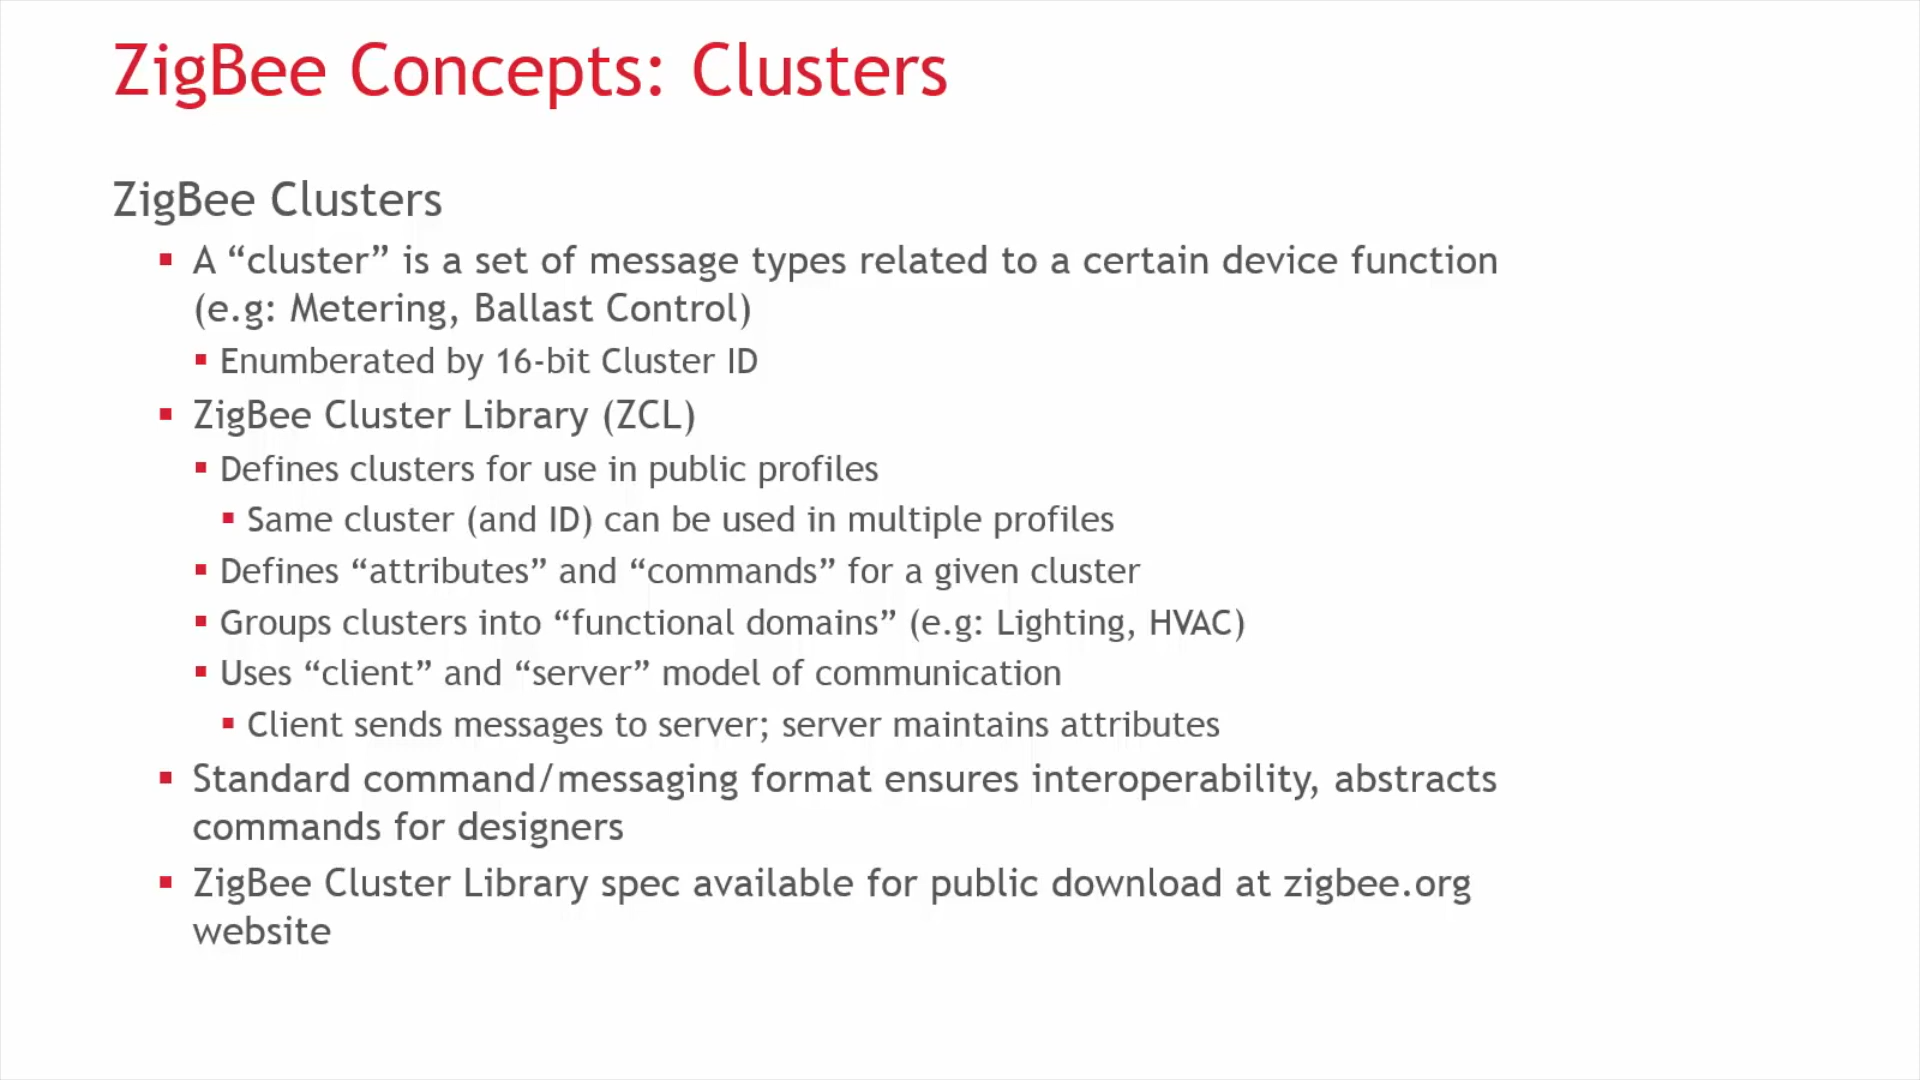 ZigBee Concepts: Clusters
ZigBee Clusters
A “cluster” is a set of message types related to a certain device function
(e.g: Metering, Ballast Control)
Enumberated by 16-bit Cluster ID
ZigBee Cluster Library (ZCL)
Defines clusters for use in public profiles
Same cluster (and ID) can be used in multiple profiles
Defines “attributes” and “commands” for a given cluster
Groups clusters into “functional domains” (e.g: Lighting, HVAC)
Uses “client” and “server” model of communication
Client sends messages to server; server maintains attributes
Standard command/messaging format ensures interoperability, abstracts
commands for designers
ZigBee Cluster Library spec available for public download at zigbee.org
website